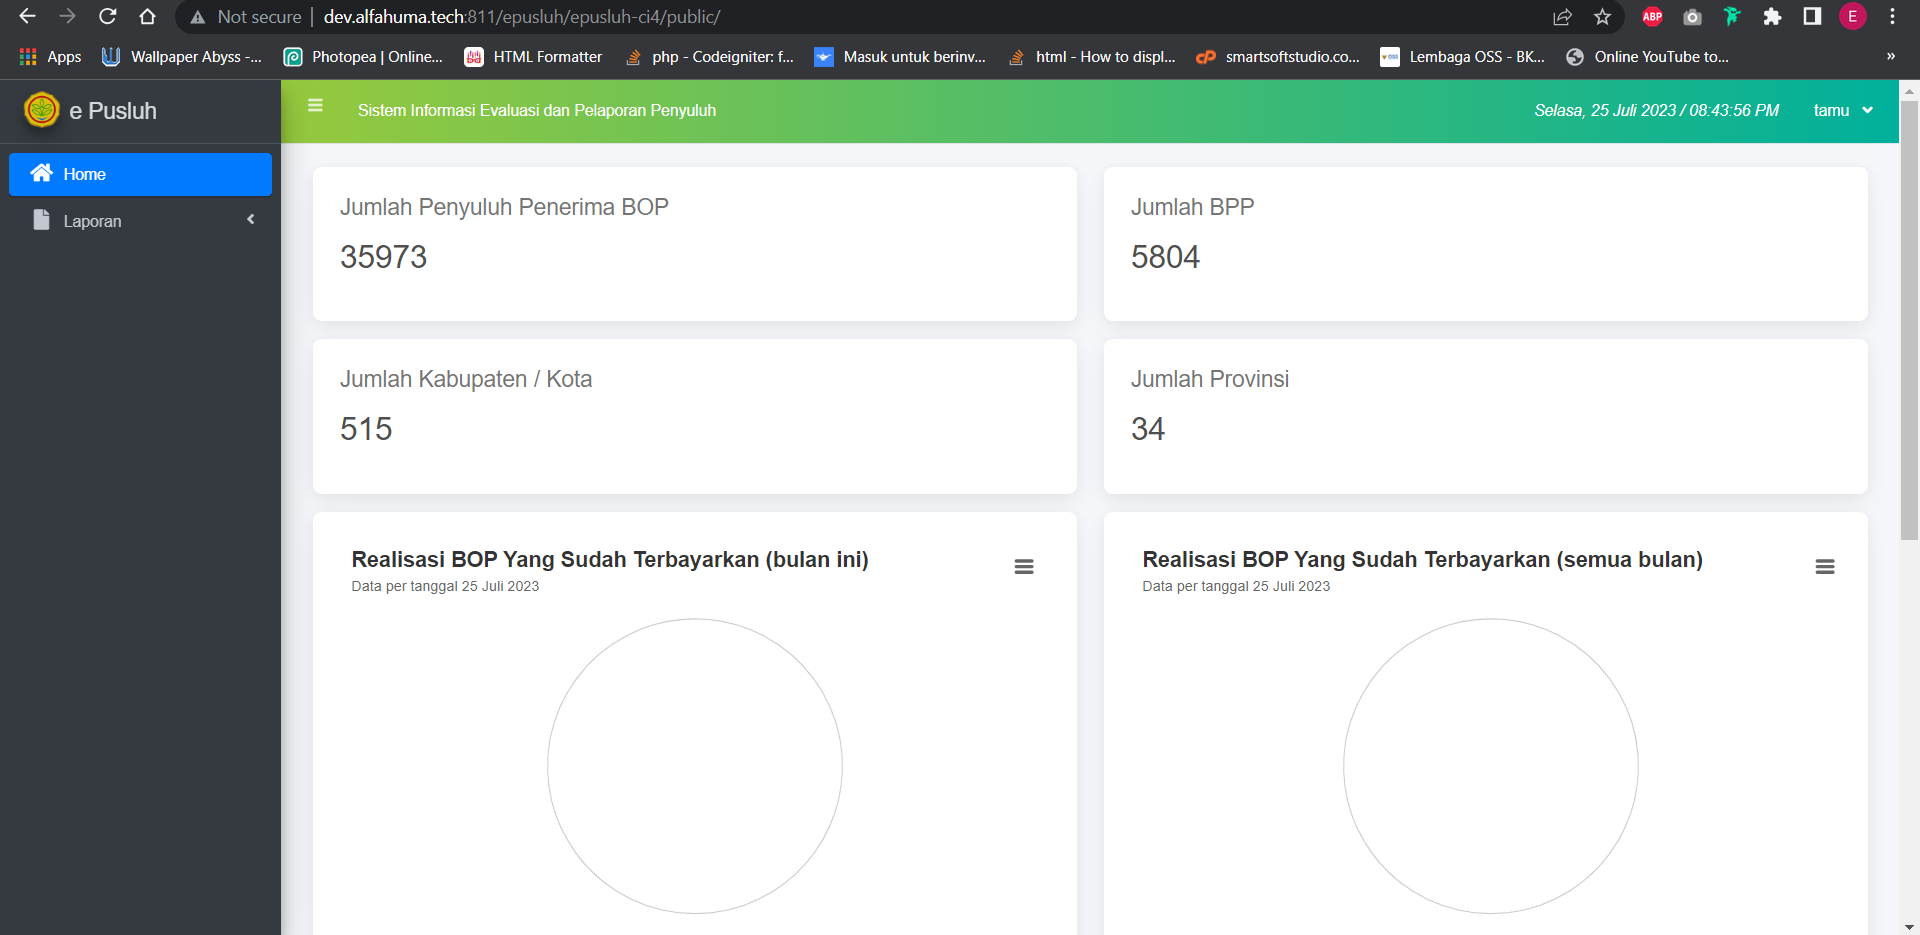 Not secure | dev.alfahuma.tech:811/epusluh/epusluh-ci4/public/
ABP
E
Apps
Wallpaper Abyss -...
Photopea | Online...
HTML Formatter
php - Codeigniter: f...
Masuk untuk berinv...
html - How to displ...
smartsoftstudio.co...
Lembaga OSS - BK...
Online YouTube to...
»
e Pusluh
Sistem Informasi Evaluasi dan Pelaporan Penyuluh
Selasa, 25 Juli 2023 / 08:43:56 PM
tamu
Home
Laporan
Jumlah Penyuluh Penerima BOP
35973
Jumlah BPP
5804
Jumlah Kabupaten / Kota
515
Jumlah Provinsi
34
Realisasi BOP Yang Sudah Terbayarkan (bulan ini)
Data per tanggal 25 Juli 2023
Realisasi BOP Yang Sudah Terbayarkan (semua bulan)
Data per tanggal 25 Juli 2023